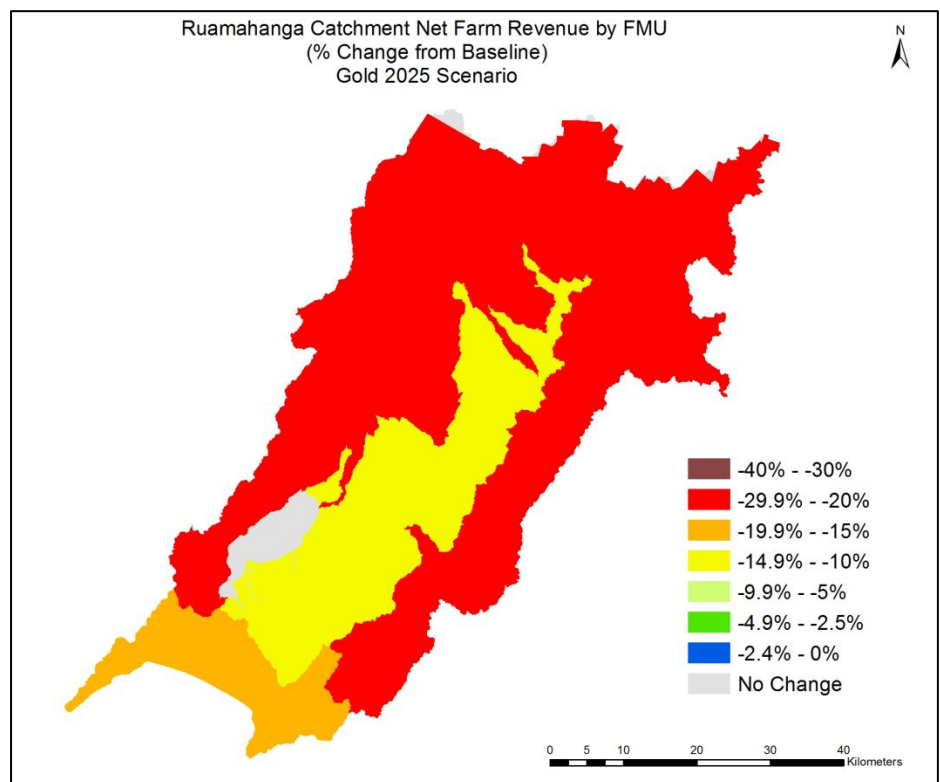 Ruamahanga Catchment Net Farm Revenue by FMU
(% Change from Baseline)
Gold 2025 Scenario
N
-40% - -30%
-29.9% - -20%
-19.9% - -15%
-14.9% - -10%
-9.9% - -5%
-4.9% - -2.5%
-2.4% - 0%
No Change
0 5 10 20 30 40
Kilometers